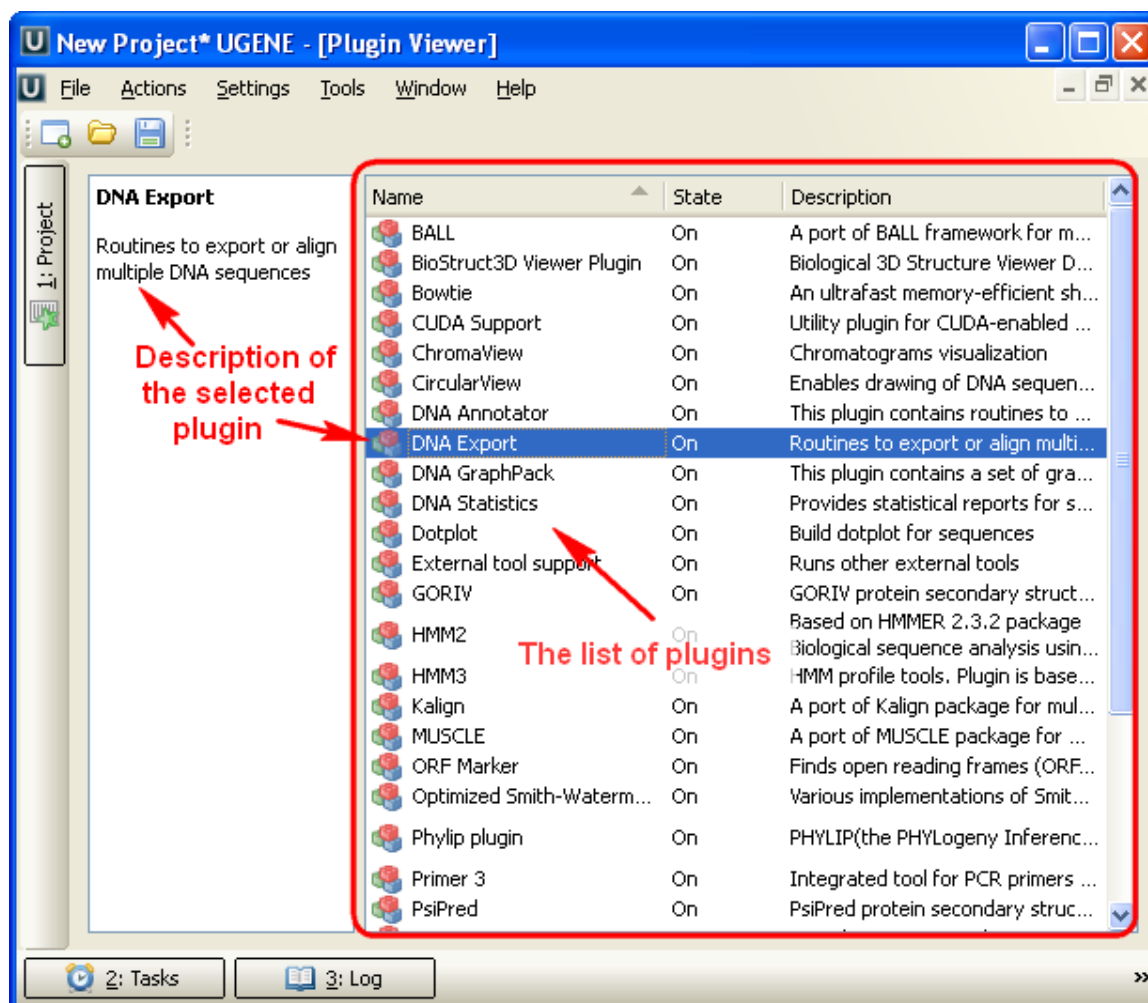 New Project* UGENE - [Plugin Viewer]
File Actions Settings Tools Window Help
1: Project
DNA Export
Routines to export or align
multiple DNA sequences
Description of
the selected
plugin
Name State Description
BALL On A port of BALL framework for m...
BioStruct3D Viewer Plugin On Biological 3D Structure Viewer D...
Bowtie On An ultrafast memory-efficient sh...
CUDA Support On Utility plugin for CUDA-enabled ...
ChromaView On Chromatograms visualization
CircularView On Enables drawing of DNA sequen...
DNA Annotator On This plugin contains routines to ...
DNA Export On Routines to export or align multi...
DNA GraphPack On This plugin contains a set of gra...
DNA Statistics On Provides statistical reports for s...
Dotplot On Build dotplot for sequences
External tool support On Runs other external tools
GORIV On GORIV protein secondary struct...
HMM2 On Based on HMMER 2.3.2 package
Biological sequence analysis usin...
The list of plugins
HMM3 On HMM profile tools. Plugin is base...
Kalign On A port of Kalign package for mul...
MUSCLE On A port of MUSCLE package for ...
ORF Marker On Finds open reading frames (ORF...
Optimized Smith-Waterm... On Various implementations of Smit...
Phylip plugin On PHYLIP(the PHYLogeny Inferenc...
Primer 3 On Integrated tool for PCR primers ...
PsiPred On PsiPred protein secondary struc...
2: Tasks 3: Log